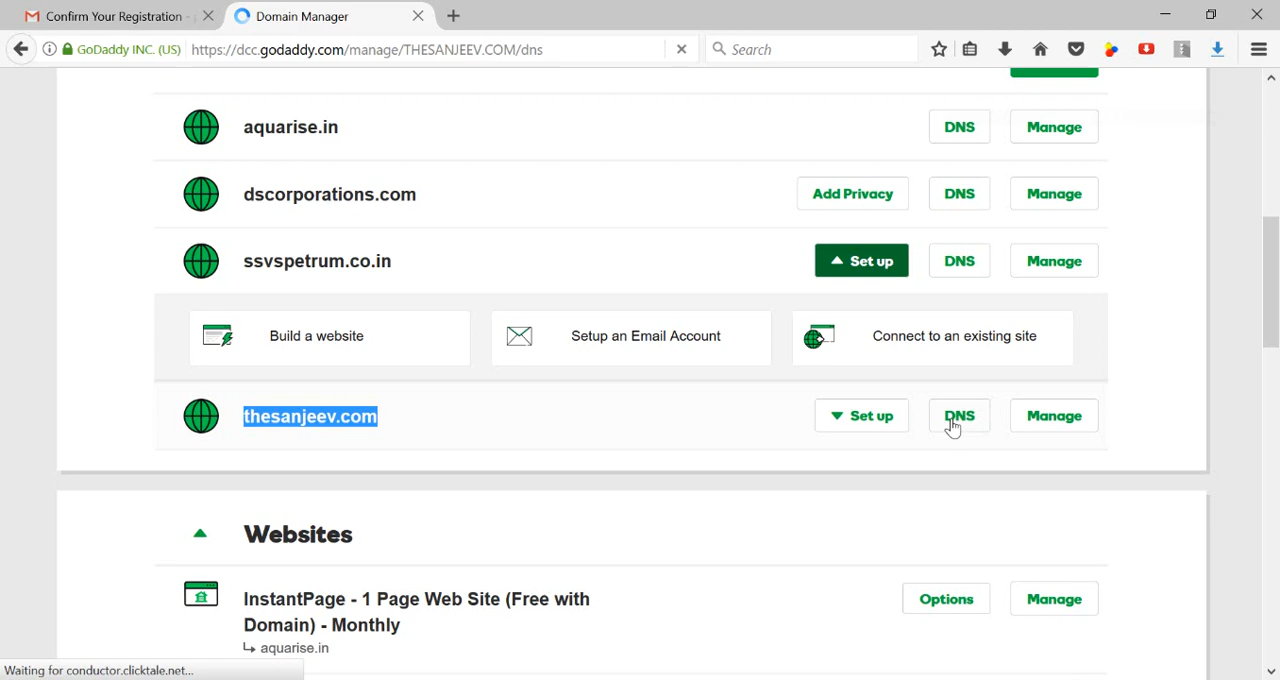 Confirm Your Registration -
Domain Manager
GoDaddy INC. (US)
https://dcc.godaddy.com/manage/THESANJEEV.COM/dns
Search
aquarise.in
DNS
Manage
dscorporations.com
Add Privacy
DNS
Manage
ssvspetrum.co.in
Set up
DNS
Manage
Build a website
Setup an Email Account
Connect to an existing site
thesanjeev.com
Set up
DNS
Manage
Websites
InstantPage - 1 Page Web Site (Free with
Domain) - Monthly
aquarise.in
Options
Manage
Waiting for conductor.clicktale.net...